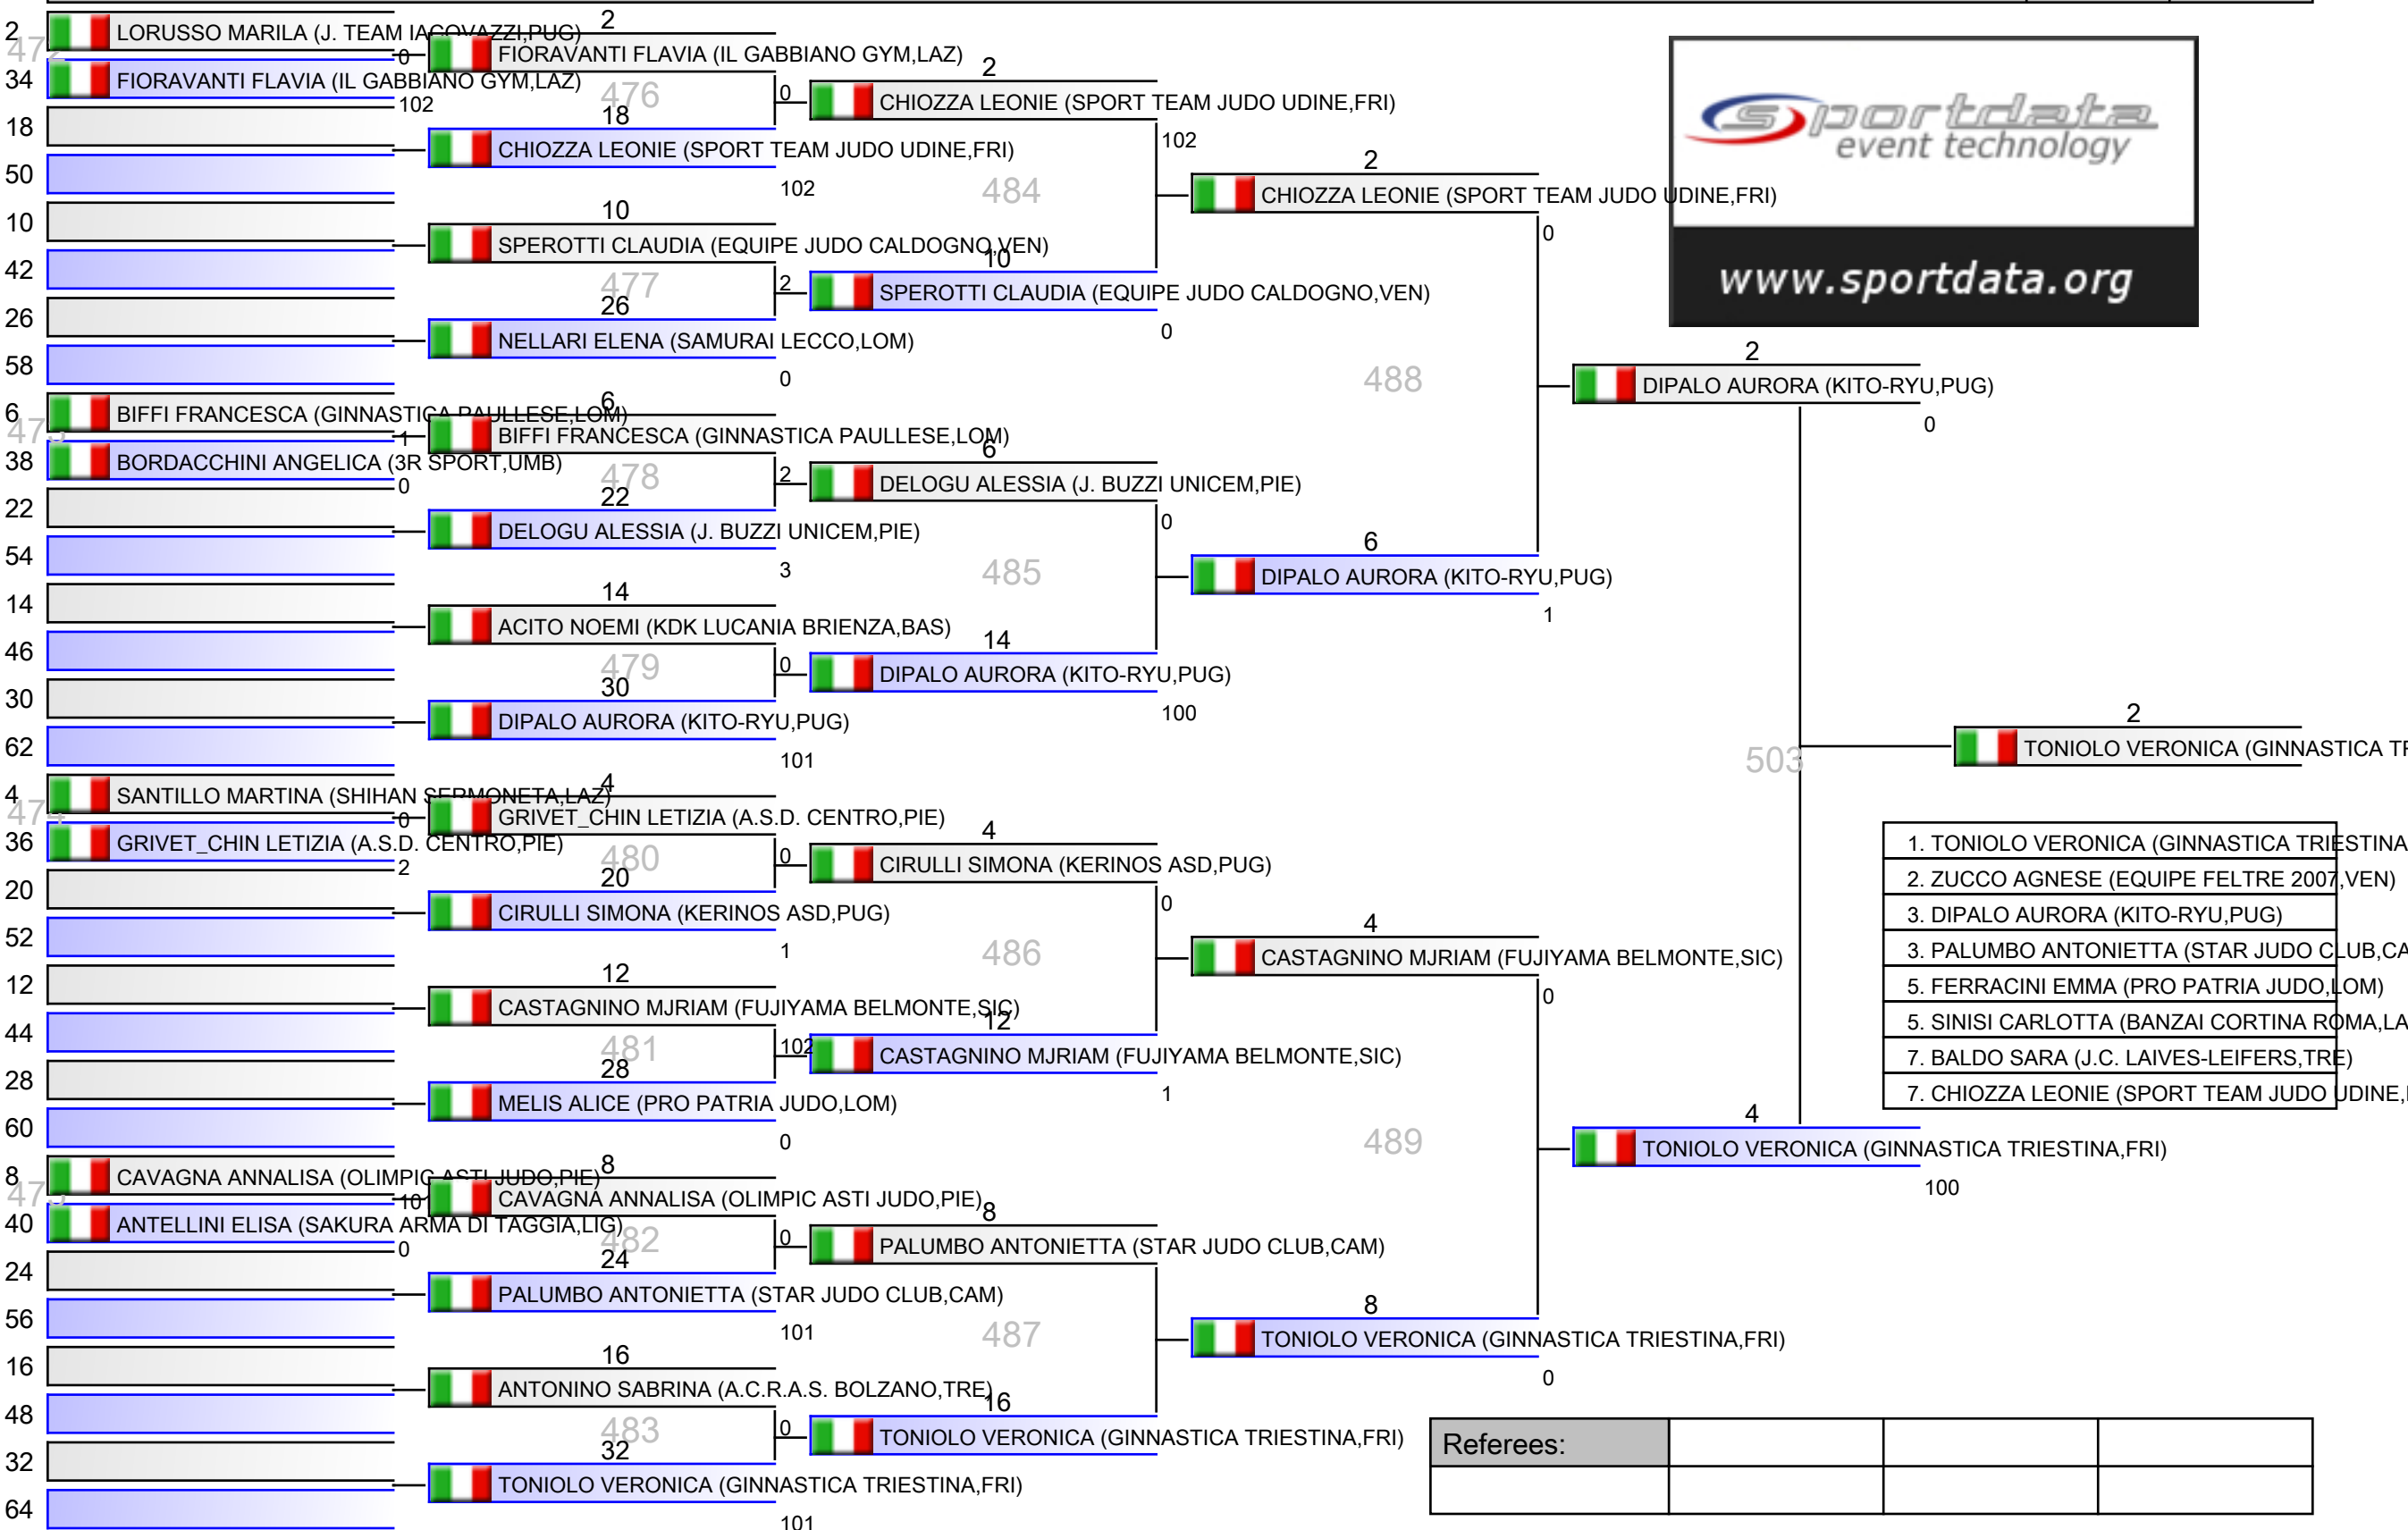 2
LORUSSO MARILA (J. TEAM IACOVAZZI,PUG)
0
34
FIORAVANTI FLAVIA (IL GABBIANO GYM,LAZ)
102
18
50
10
42
26
58
6
BIFFI FRANCESCA (GINNASTICA PAULLESE,LOM)
1
38
BORDACCHINI ANGELICA (3R SPORT,UMB)
0
22
54
14
46
30
62
4
SANTILLO MARTINA (SHIHAN SERMONETA,LAZ)
0
474
36
GRIVET_CHIN LETIZIA (A.S.D. CENTRO,PIE)
2
20
52
12
44
28
60
8
CAVAGNA ANNALISA (OLIMPIC ASTI JUDO,PIE)
10
40
ANTELLINI ELISA (SAKURA ARMA DI TAGGIA,LIG)
0
24
56
16
48
32
64
2
FIORAVANTI FLAVIA (IL GABBIANO GYM,LAZ)
0
476
18
CHIOZZA LEONIE (SPORT TEAM JUDO UDINE,FRI)
102
10
SPEROTTI CLAUDIA (EQUIPE JUDO CALDOGNO,VEN)
2
477
26
NELLARI ELENA (SAMURAI LECCO,LOM)
0
6
BIFFI FRANCESCA (GINNASTICA PAULLESE,LOM)
2
478
22
DELOGU ALESSIA (J. BUZZI UNICEM,PIE)
3
14
ACITO NOEMI (KDK LUCANIA BRIENZA,BAS)
0
479
30
DIPALO AURORA (KITO-RYU,PUG)
101
4
GRIVET_CHIN LETIZIA (A.S.D. CENTRO,PIE)
0
480
20
CIRULLI SIMONA (KERINOS ASD,PUG)
1
12
CASTAGNINO MJRIAM (FUJIYAMA BELMONTE,SIC)
102
481
28
MELIS ALICE (PRO PATRIA JUDO,LOM)
0
8
CAVAGNA ANNALISA (OLIMPIC ASTI JUDO,PIE)
0
482
24
PALUMBO ANTONIETTA (STAR JUDO CLUB,CAM)
101
16
ANTONINO SABRINA (A.C.R.A.S. BOLZANO,TRE)
0
483
32
TONIOLO VERONICA (GINNASTICA TRIESTINA,FRI)
101
2
CHIOZZA LEONIE (SPORT TEAM JUDO UDINE,FRI)
102
484
10
SPEROTTI CLAUDIA (EQUIPE JUDO CALDOGNO,VEN)
0
6
DELOGU ALESSIA (J. BUZZI UNICEM,PIE)
0
485
14
DIPALO AURORA (KITO-RYU,PUG)
100
4
CIRULLI SIMONA (KERINOS ASD,PUG)
0
486
12
CASTAGNINO MJRIAM (FUJIYAMA BELMONTE,SIC)
1
8
PALUMBO ANTONIETTA (STAR JUDO CLUB,CAM)
487
16
TONIOLO VERONICA (GINNASTICA TRIESTINA,FRI)
2
CHIOZZA LEONIE (SPORT TEAM JUDO UDINE,FRI)
0
488
6
DIPALO AURORA (KITO-RYU,PUG)
1
4
CASTAGNINO MJRIAM (FUJIYAMA BELMONTE,SIC)
0
489
8
TONIOLO VERONICA (GINNASTICA TRIESTINA,FRI)
0
sportdata
event technology
www.sportdata.org
2
DIPALO AURORA (KITO-RYU,PUG)
0
503
4
TONIOLO VERONICA (GINNASTICA TRIESTINA,FRI)
100
2
TONIOLO VERONICA (GINNASTICA
1. TONIOLO VERONICA (GINNASTICA TRIESTINA
2. ZUCCO AGNESE (EQUIPE FELTRE 2007,VEN)
3. DIPALO AURORA (KITO-RYU,PUG)
3. PALUMBO ANTONIETTA (STAR JUDO CLUB,CA
5. FERRACINI EMMA (PRO PATRIA JUDO,LOM)
5. SINISI CARLOTTA (BANZAI CORTINA ROMA,LA
7. BALDO SARA (J.C. LAIVES-LEIFERS,TRE)
7. CHIOZZA LEONIE (SPORT TEAM JUDO UDINE,
Referees: